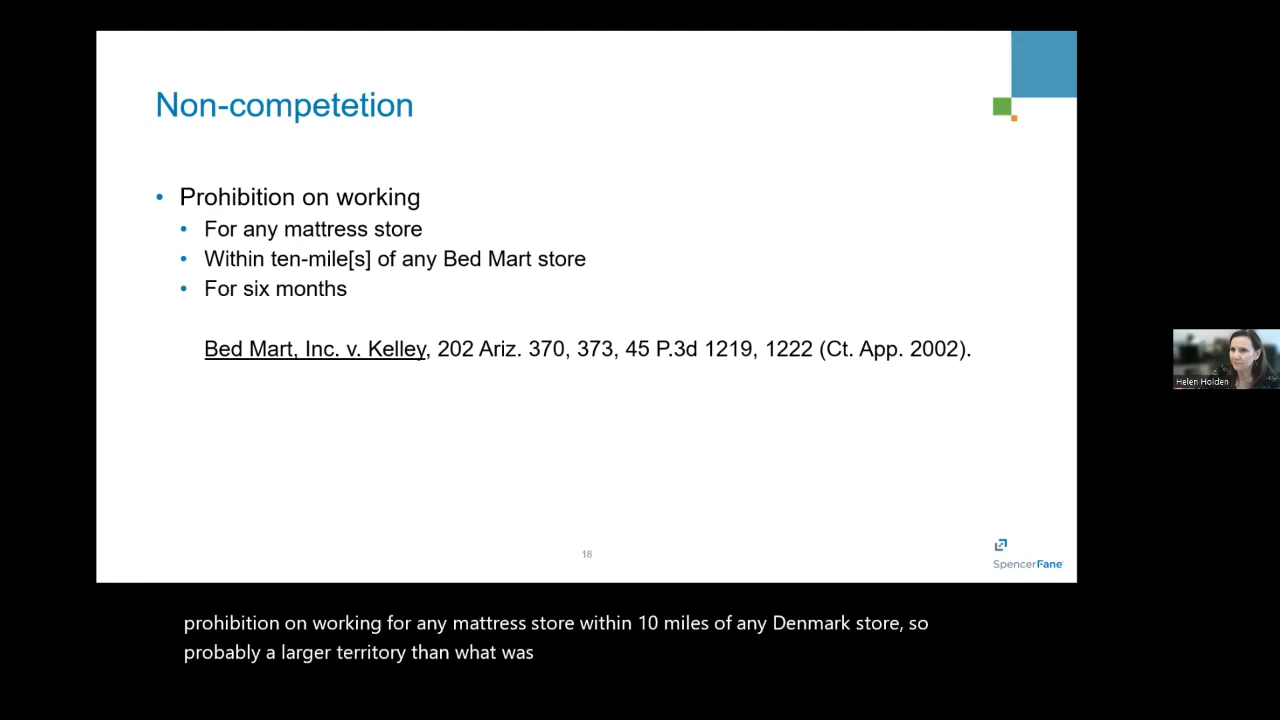 Non-competetion
• Prohibition on working
• For any mattress store
• Within ten-mile[s] of any Bed Mart store
• For six months
Bed Mart, Inc. v. Kelley, 202 Ariz. 370, 373, 45 P.3d 1219, 1222 (Ct. App. 2002).
Helen Holden
18
SpencerFane
prohibition on working for any mattress store within 10 miles of any Denmark store, so
probably a larger territory than what was